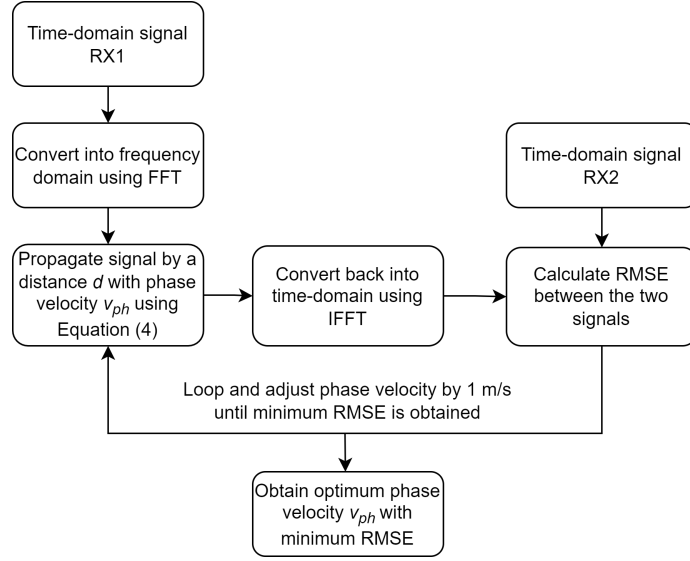 Time-domain signal
RX1
Convert into frequency
domain using FFT
Time-domain signal
RX2
Propagate signal by a
distance d with phase
velocity v_ph using
Equation (4)
Convert back into
time-domain using
IFFT
Calculate RMSE
between the two
signals
Loop and adjust phase velocity by 1 m/s
until minimum RMSE is obtained
Obtain optimum phase
velocity v_ph with
minimum RMSE